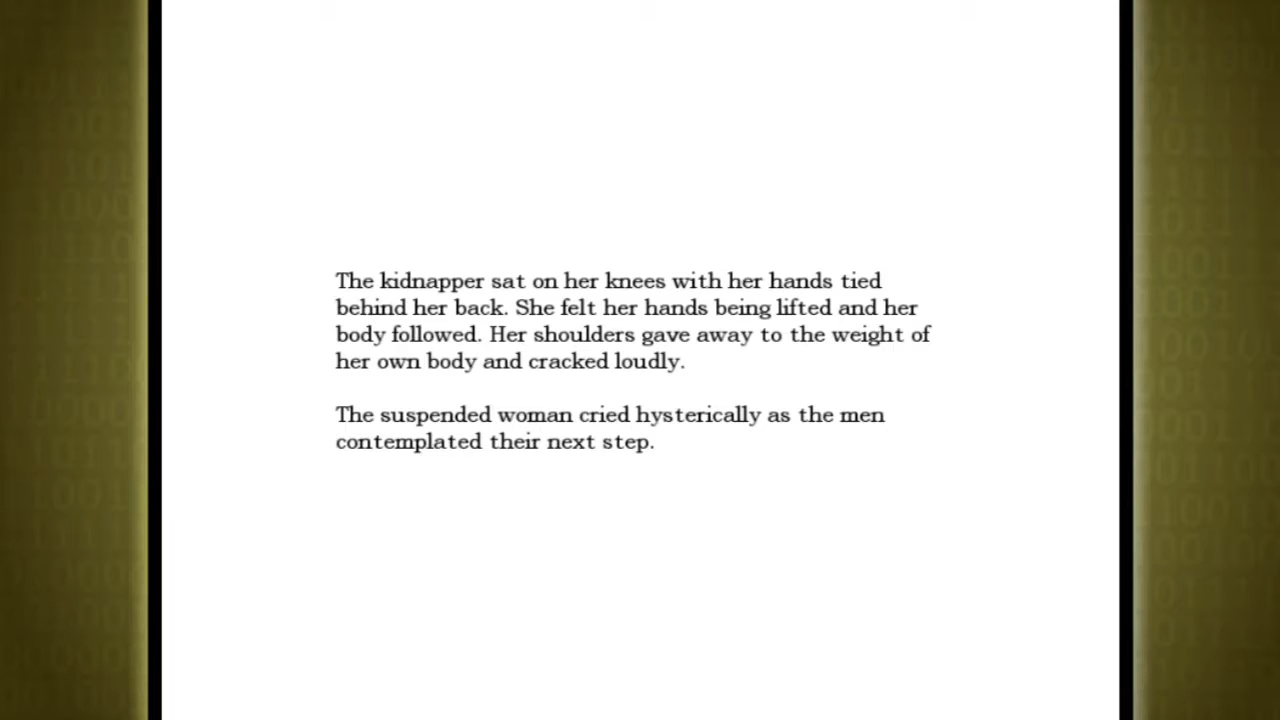 The kidnapper sat on her knees with her hands tied
behind her back. She felt her hands being lifted and her
body followed. Her shoulders gave away to the weight of
her own body and cracked loudly.
The suspended woman cried hysterically as the men
contemplated their next step.